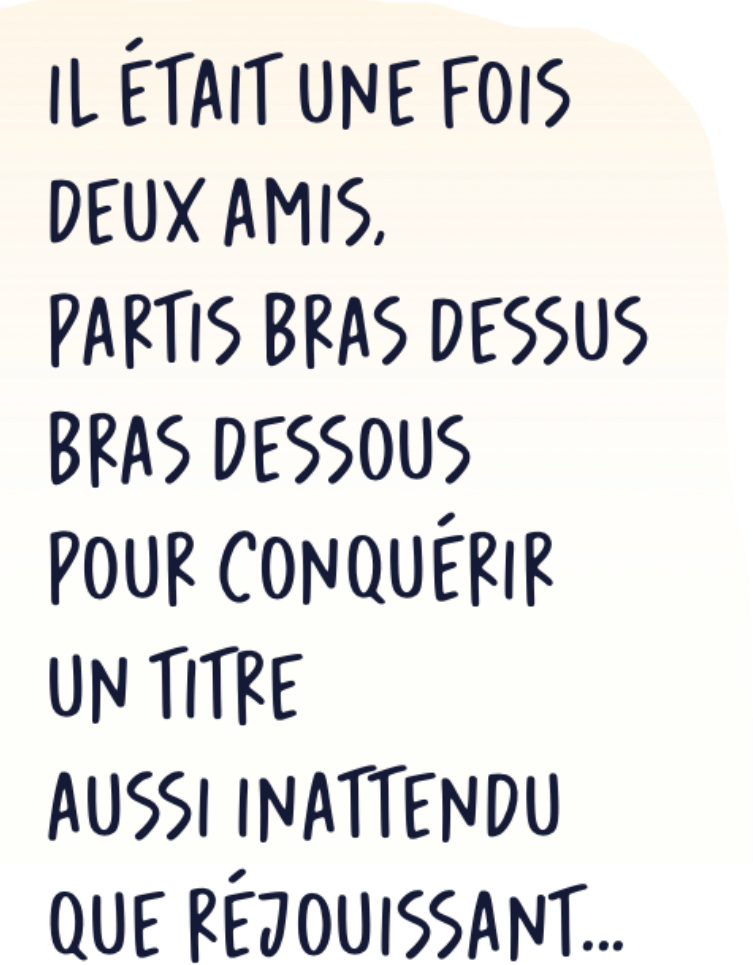 IL ÉTAIT UNE FOIS
DEUX AMIS,
PARTIS BRAS DESSUS
BRAS DESSOUS
POUR CONQUÉRIR
UN TITRE
AUSSI INATTENDU
QUE RÉJOUISSANT...